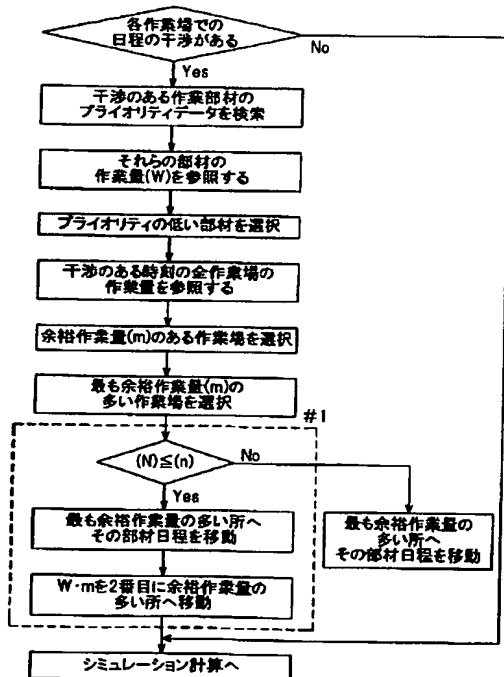 各作業場での
日程の干渉がある
No
Yes
干渉のある作業部材の
プライオリティデータを検索
それらの部材の
作業量(W)を参照する
プライオリティの低い部材を選択
干渉のある時刻の全作業場の
作業量を参照する
余裕作業量(m)のある作業場を選択
最も余裕作業量(m)の
多い作業場を選択
#1
(N)≦(n)
No
Yes
最も余裕作業量の多い所へ
その部材日程を移動
最も余裕作業量の
多い所へ
その部材日程を移動
W・mを2番目に余裕作業量の
多い所へ移動
シミュレーション計算へ